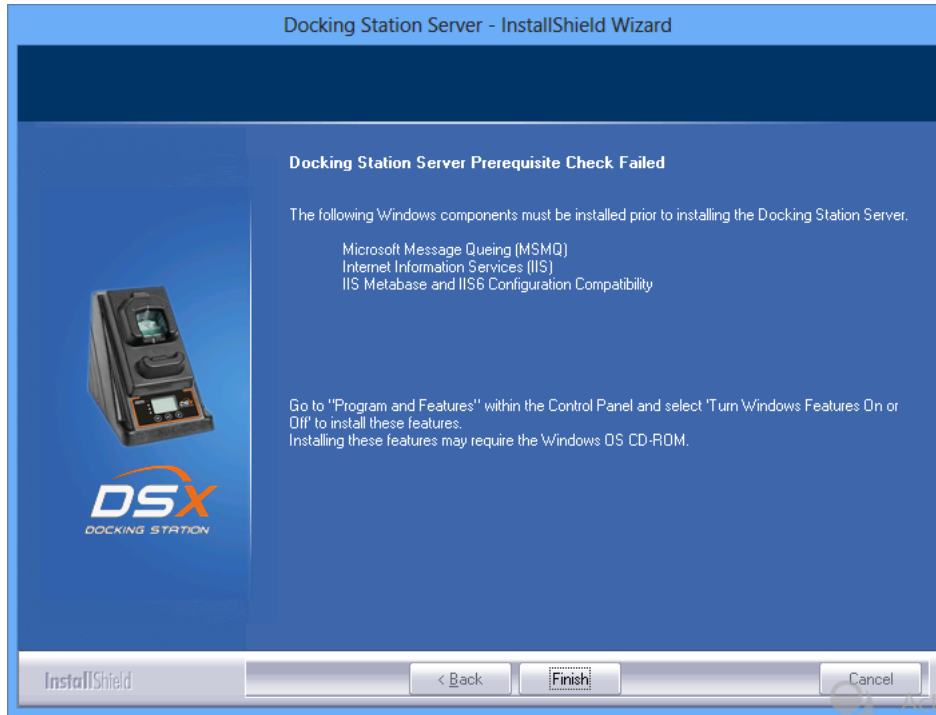 Docking Station Server - InstallShield Wizard
Docking Station Server Prerequisite Check Failed
The following Windows components must be installed prior to installing the Docking Station Server.
Microsoft Message Queing (MSMQ)
Internet Information Services (IIS)
IIS Metabase and IIS6 Configuration Compatibility
Go to "Program and Features" within the Control Panel and select 'Turn Windows Features On or
Off' to install these features.
Installing these features may require the Windows OS CD-ROM.
DSX
DOCKING STATION
InstallShield
< Back
Finish
Cancel